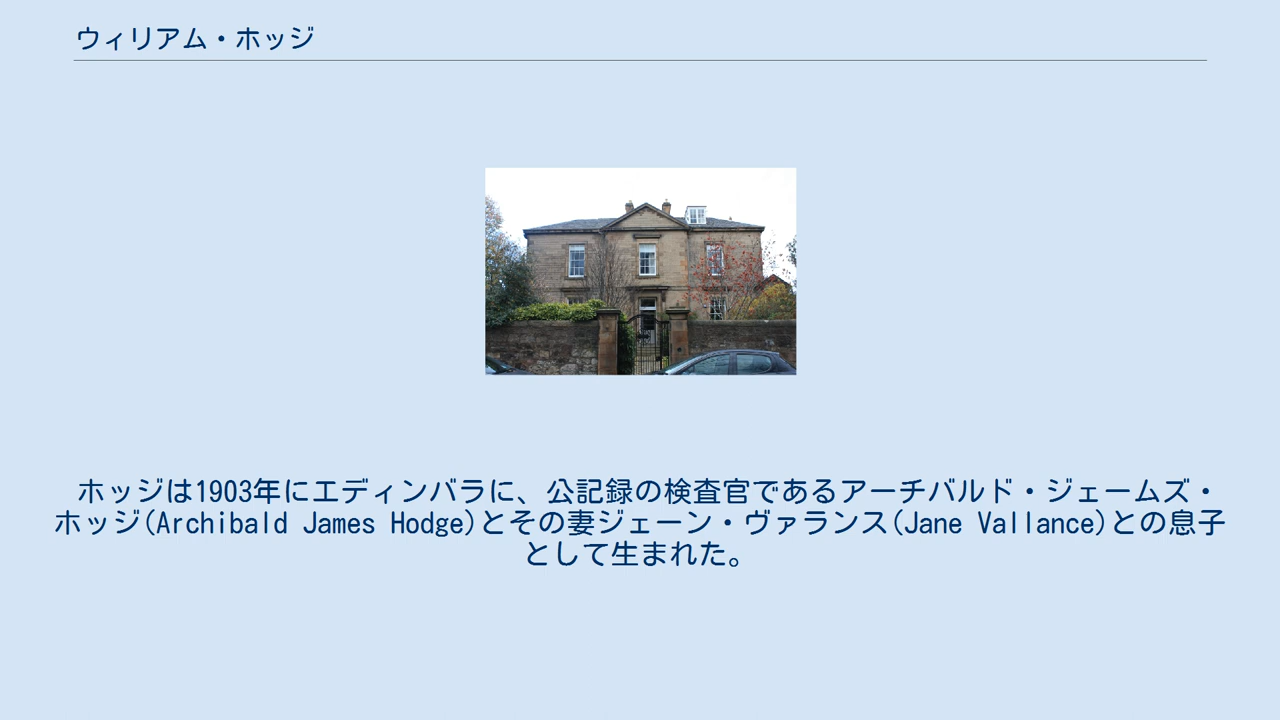 ウィリアム・ホッジ
ホッジは1903年にエディンバラに、公記録の検査官であるアーチバルド・ジェームズ・
ホッジ(Archibald James Hodge)とその妻ジェーン・ヴァランス(Jane Vallance)との息子
として生まれた。